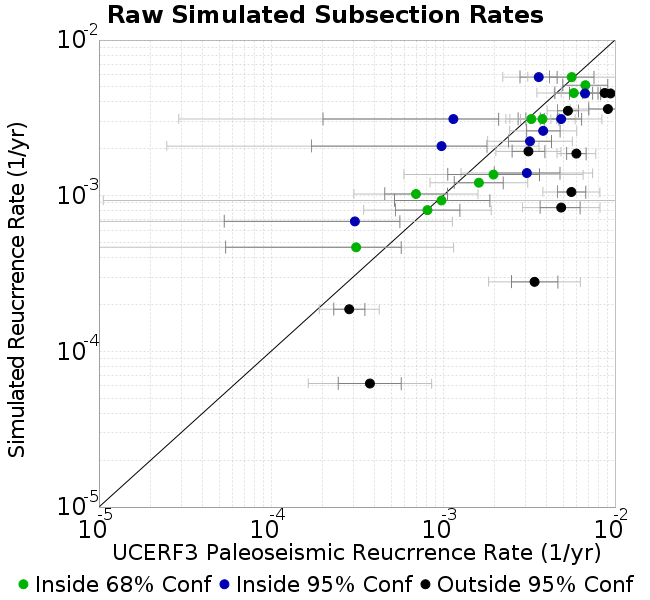 Raw Simulated Subsection Rates
10-2
10-3
10-4
10-5
Simulated Reucrrence Rate (1/yr)
10-5 10-4 10-3 10-2
UCERF3 Paleoseismic Reucrrence Rate (1/yr)
Inside 68% Conf Inside 95% Conf Outside 95% Conf